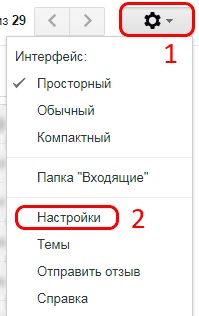 из 29
1
Интерфейс:
Просторный
Обычный
Компактный
Папка "Входящие"
Настройки 2
Темы
Отправить отзыв
Справка